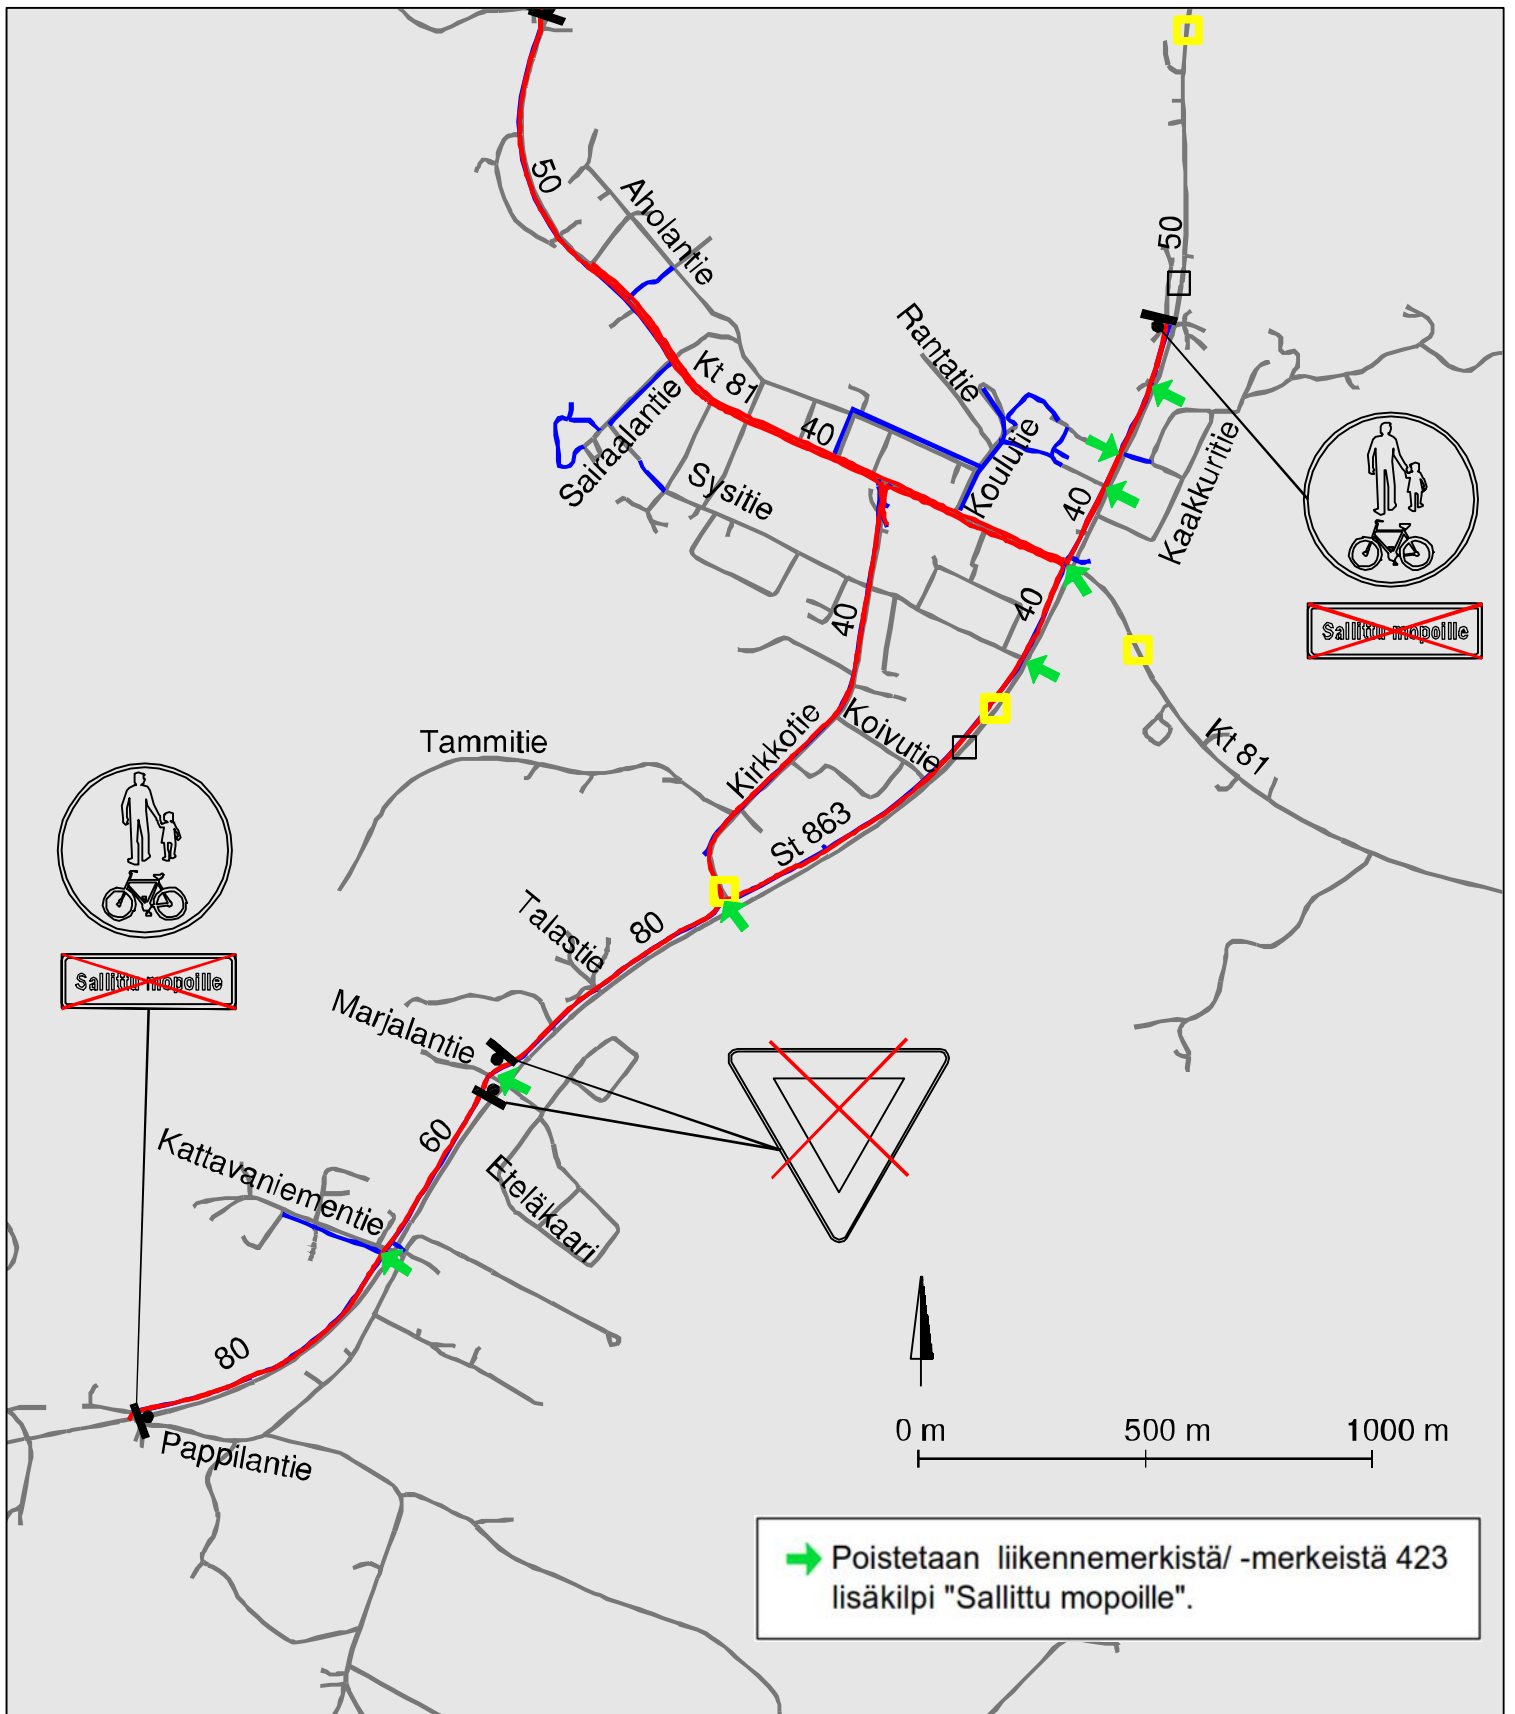 50
Aholantie
50
Rantatie
Kt 81
40
Sairaalantie
Koulutie
Sysitie
40
Kaakkuritie
40
40
Sallittu mopoille
Kirkkotie
Koivutie
Kt 81
Tammitie
St 863
80
Talastie
Sallittu mopoille
Marjalantie
60
Kattavaniementie
Eteläkaari
80
Pappilantie
0 m 500 m 1000 m
Poistetaan liikennemerkistä/ -merkeistä 423
lisäkilpi "Sallittu mopoille".